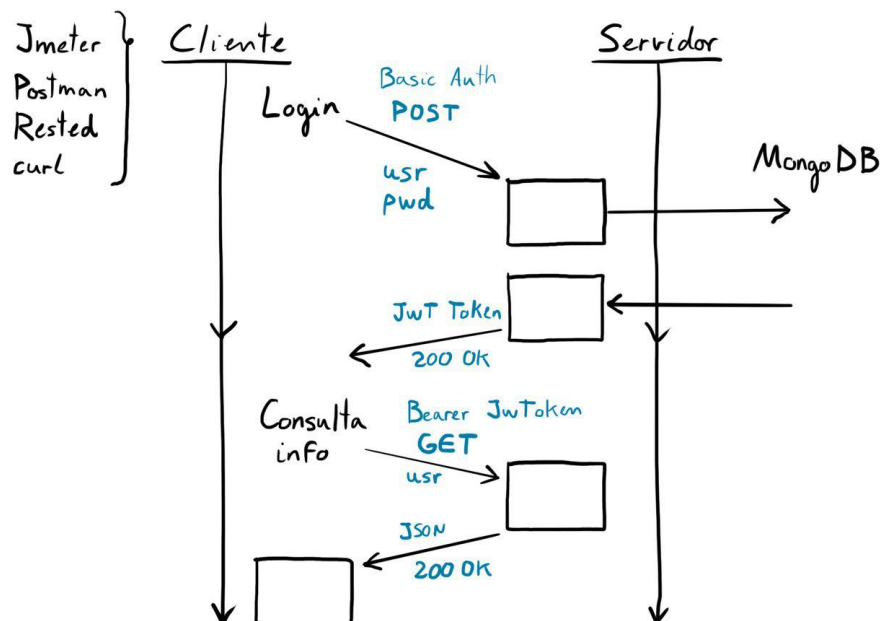 Jmeter
Postman
Rested
curl
Cliente
Servidor
Login
Basic Auth
POST
usr
pwd
MongoDB
JwT Token
200 OK
Consulta
info
Bearer JwToken
GET
usr
JSON
200 OK